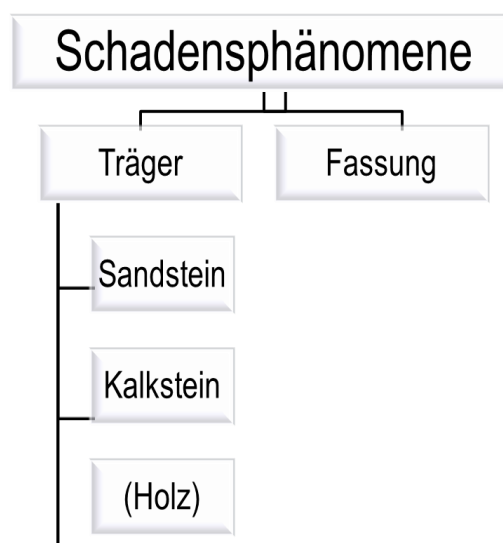 Schadensphänomene
Träger
Fassung
Sandstein
Kalkstein
(Holz)